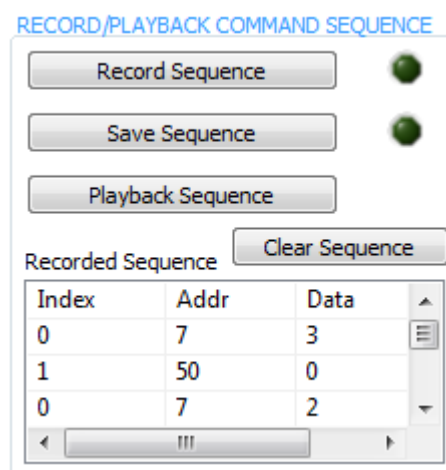 RECORD/PLAYBACK COMMAND SEQUENCE
Record Sequence
Save Sequence
Playback Sequence
Clear Sequence
Recorded Sequence
Index Addr Data
0 7 3
1 50 0
0 7 2